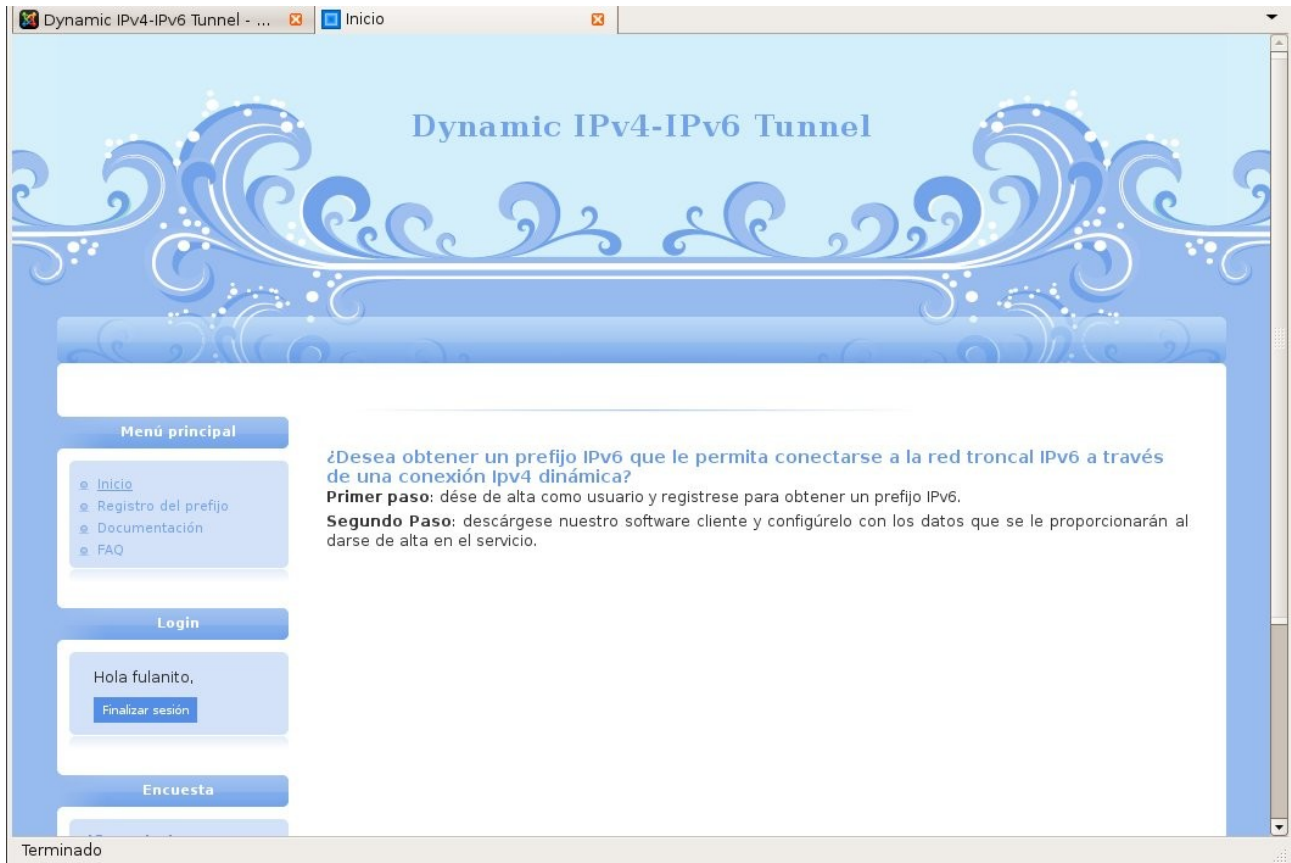 Dynamic IPv4-IPv6 Tunnel - ...
Inicio
Dynamic IPv4-IPv6 Tunnel
Menú principal
Inicio
Registro del prefijo
Documentación
FAQ
¿Desea obtener un prefijo IPv6 que le permita conectarse a la red troncal IPv6 a través
de una conexión Ipv4 dinámica?
Primer paso: dése de alta como usuario y registrese para obtener un prefijo IPv6.
Segundo Paso: descárgese nuestro software cliente y configúrelo con los datos que se le proporcionarán al
darse de alta en el servicio.
Login
Hola fulanito,
Finalizar sesión
Encuesta
Terminado